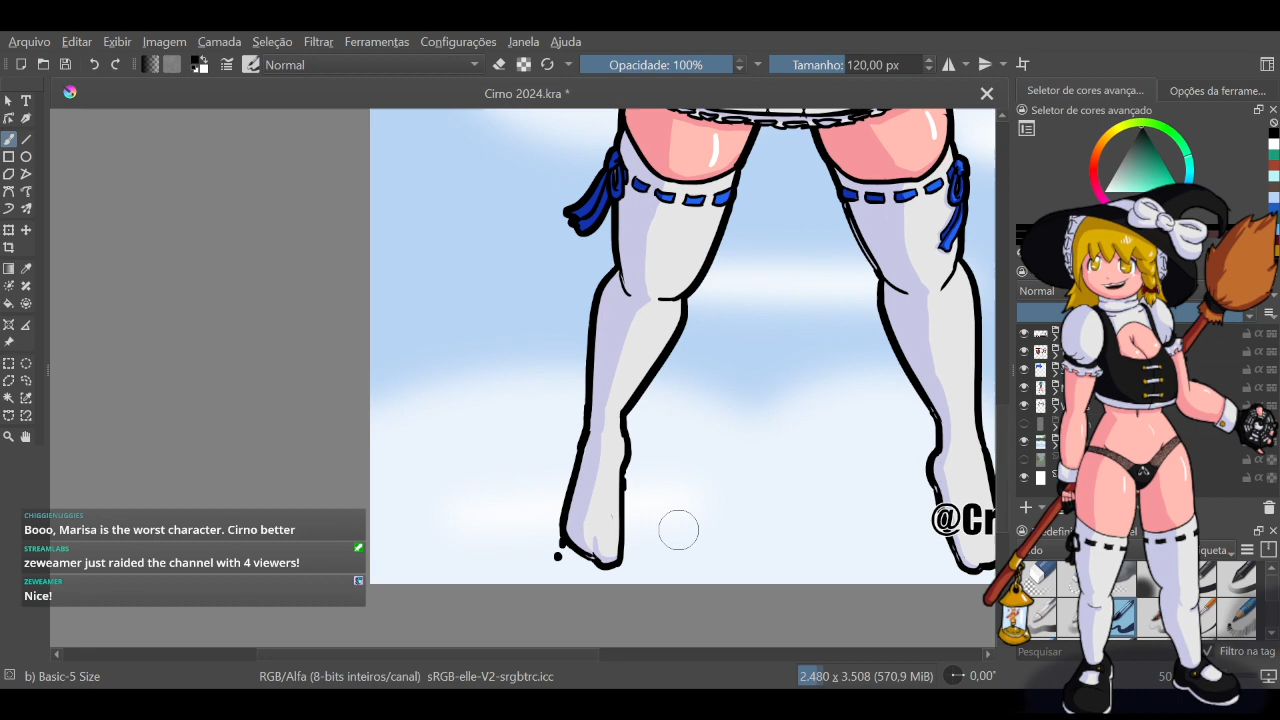 Arquivo Editar Exibir Imagem Camada Seleção Filtrar Ferramentas Configurações Janela Ajuda
Normal Opacidade: 100% Tamanho: 120,00 px
Cirno 2024.kra *
Seletor de cores avança... Opções da ferrame...
Seletor de cores avançado
Normal
@Cr
CHIGGIENUGGIES
Booo, Marisa is the worst character. Cirno better
STREAMLABS
zeweamer just raided the channel with 4 viewers!
ZEWEAMER
Nice!
Pesquisar Filtro na tag
b) Basic-5 Size RGB/Alfa (8-bits inteiros/canal) sRGB-elle-V2-srgbtrc.icc 2.480 x 3.508 (570,9 MiB) 0,00° 50